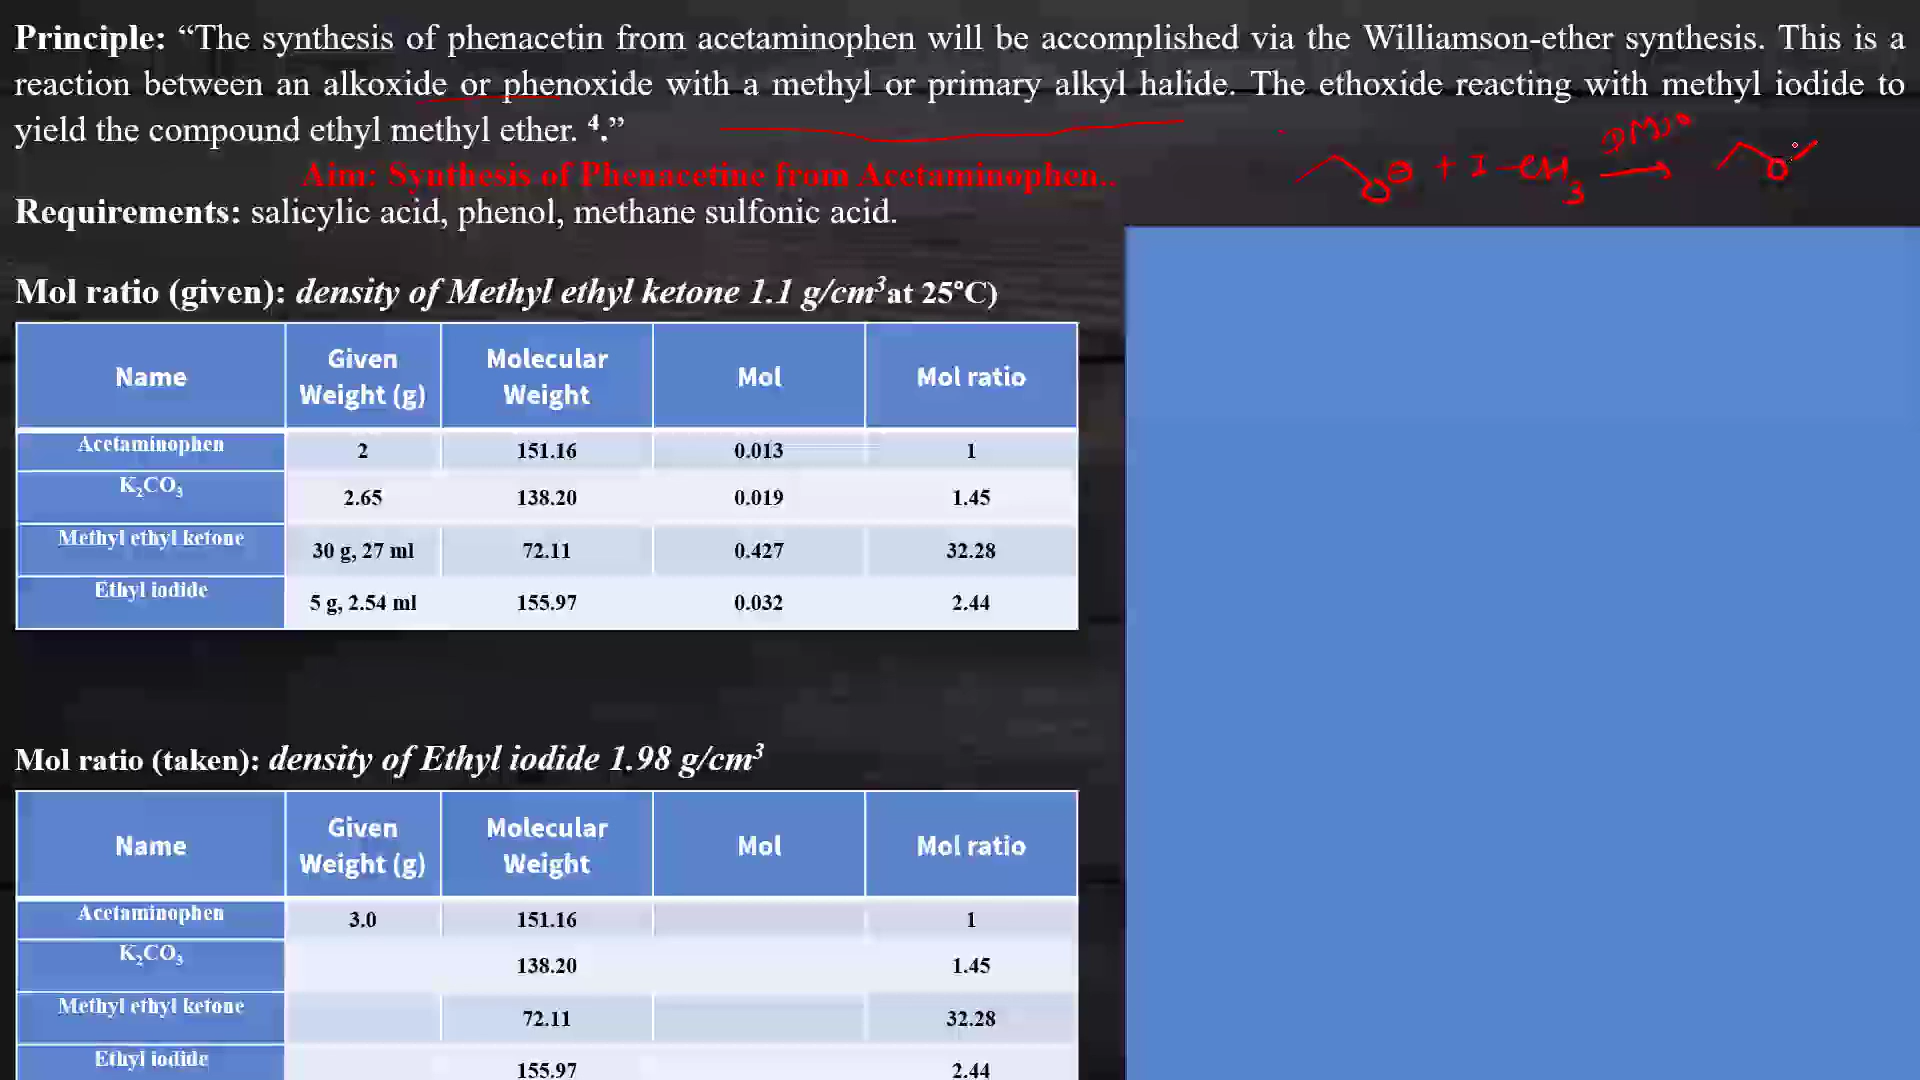 Principle: “The synthesis of phenacetin from acetaminophen will be accomplished via the Williamson-ether synthesis. This is a
reaction between an alkoxide or phenoxide with a methyl or primary alkyl halide. The ethoxide reacting with methyl iodide to
yield the compound ethyl methyl ether. ⁴.”
Aim: Synthesis of Phenacetine from Acetaminophen..
O⊖ + I-CH₃ DMSO → O
Requirements: salicylic acid, phenol, methane sulfonic acid.
Mol ratio (given): density of Methyl ethyl ketone 1.1 g/cm³at 25°C)
Name Given Weight (g) Molecular Weight Mol Mol ratio
Acetaminophen 2 151.16 0.013 1
K₂CO₃ 2.65 138.20 0.019 1.45
Methyl ethyl ketone 30 g, 27 ml 72.11 0.427 32.28
Ethyl iodide 5 g, 2.54 ml 155.97 0.032 2.44
Mol ratio (taken): density of Ethyl iodide 1.98 g/cm³
Name Given Weight (g) Molecular Weight Mol Mol ratio
Acetaminophen 3.0 151.16 1
K₂CO₃ 138.20 1.45
Methyl ethyl ketone 72.11 32.28
Ethyl iodide 155.97 2.44